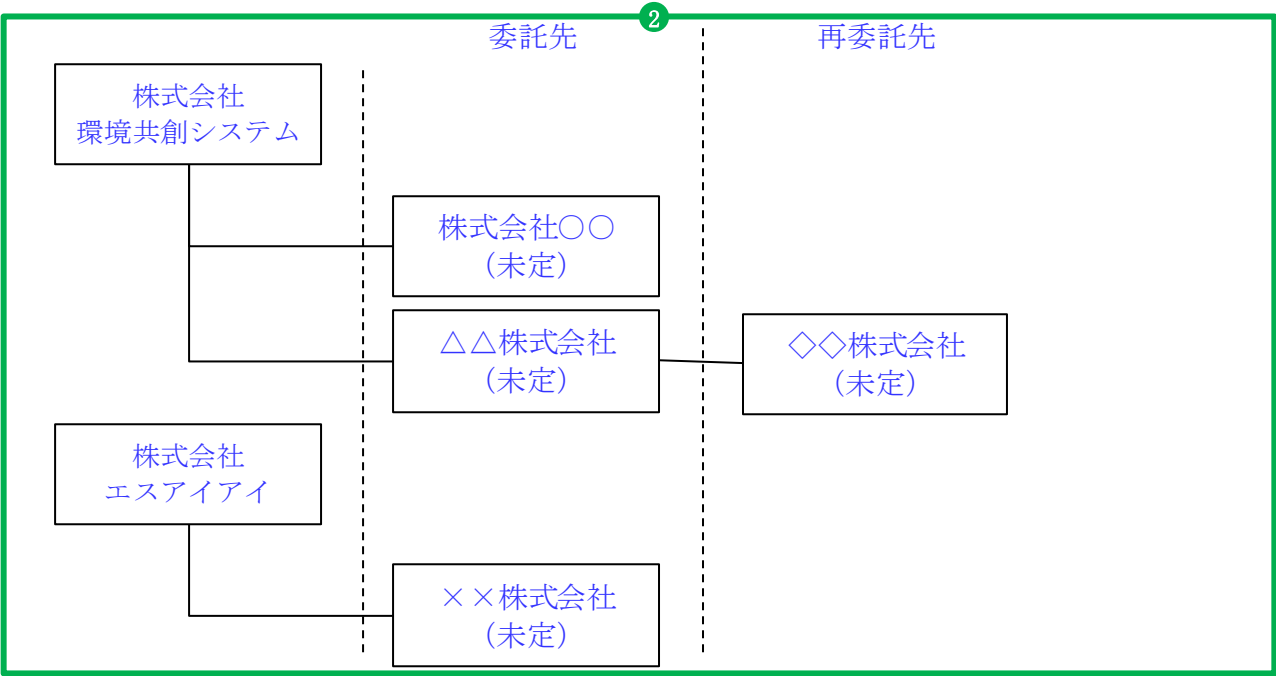 2
委託先
再委託先
株式会社
環境共創システム
株式会社〇〇
(未定)
△△株式会社
(未定)
◇◇株式会社
(未定)
株式会社
エスアイアイ
××株式会社
(未定)